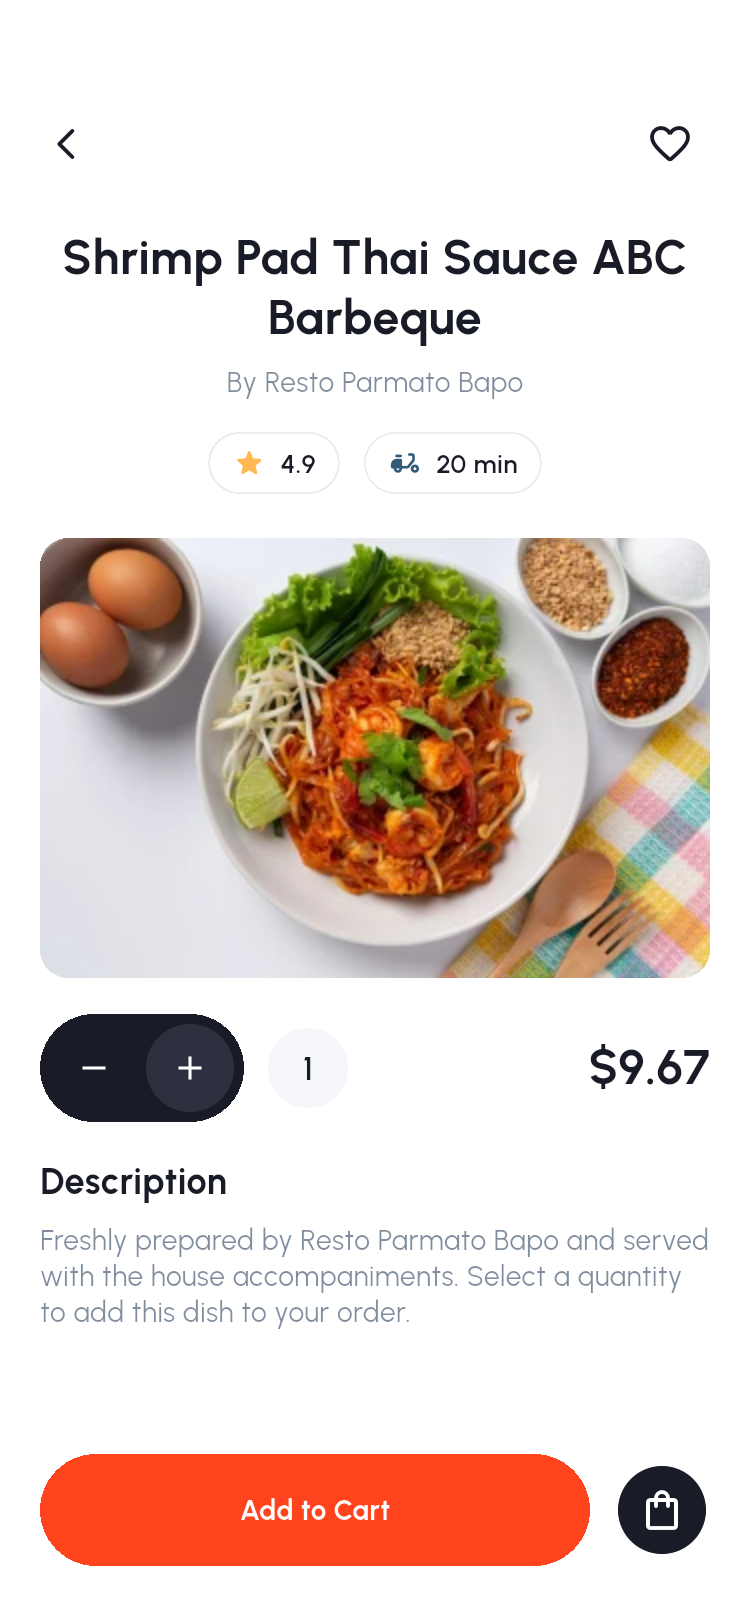 Shrimp Pad Thai Sauce ABC
Barbeque
By Resto Parmato Bapo
4.9
20 min
1
$9.67
Description
Freshly prepared by Resto Parmato Bapo and served
with the house accompaniments. Select a quantity
to add this dish to your order.
Add to Cart